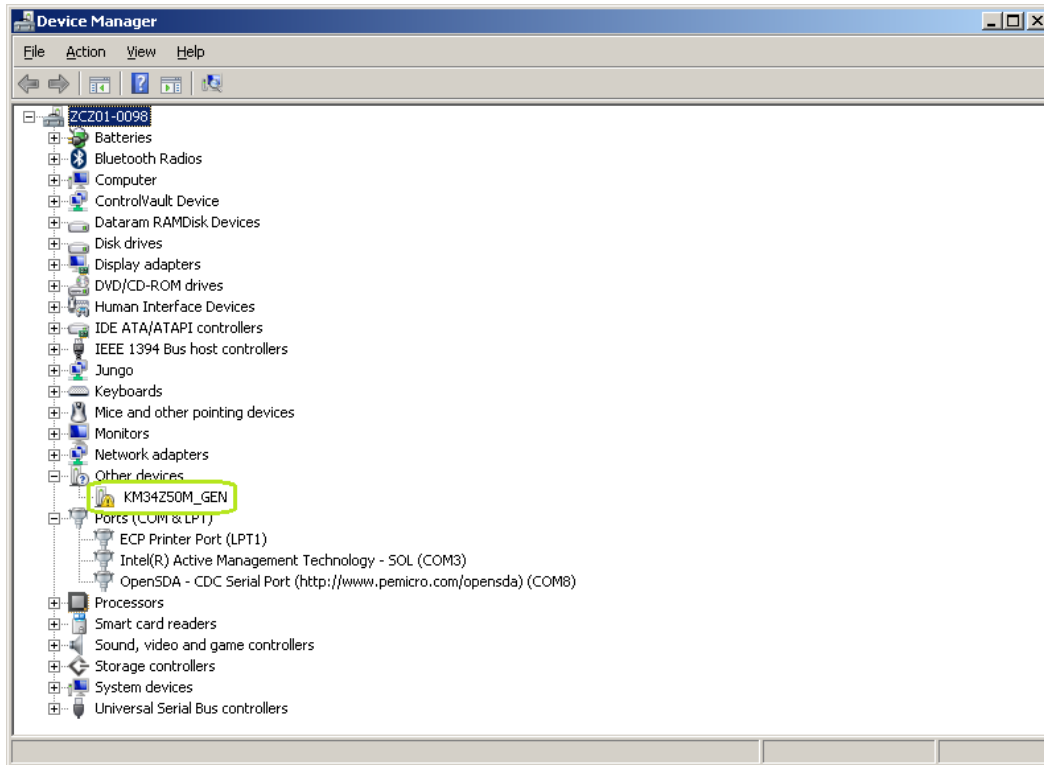 Device Manager
File Action View Help
ZCZ01-0098
Batteries
Bluetooth Radios
Computer
ControlVault Device
Dataram RAMDisk Devices
Disk drives
Display adapters
DVD/CD-ROM drives
Human Interface Devices
IDE ATA/ATAPI controllers
IEEE 1394 Bus host controllers
Jungo
Keyboards
Mice and other pointing devices
Monitors
Network adapters
Other devices
KM34Z50M_GEN
Ports (COM & LPT)
ECP Printer Port (LPT1)
Intel(R) Active Management Technology - SOL (COM3)
OpenSDA - CDC Serial Port (http://www.pemicro.com/opensda) (COM8)
Processors
Smart card readers
Sound, video and game controllers
Storage controllers
System devices
Universal Serial Bus controllers